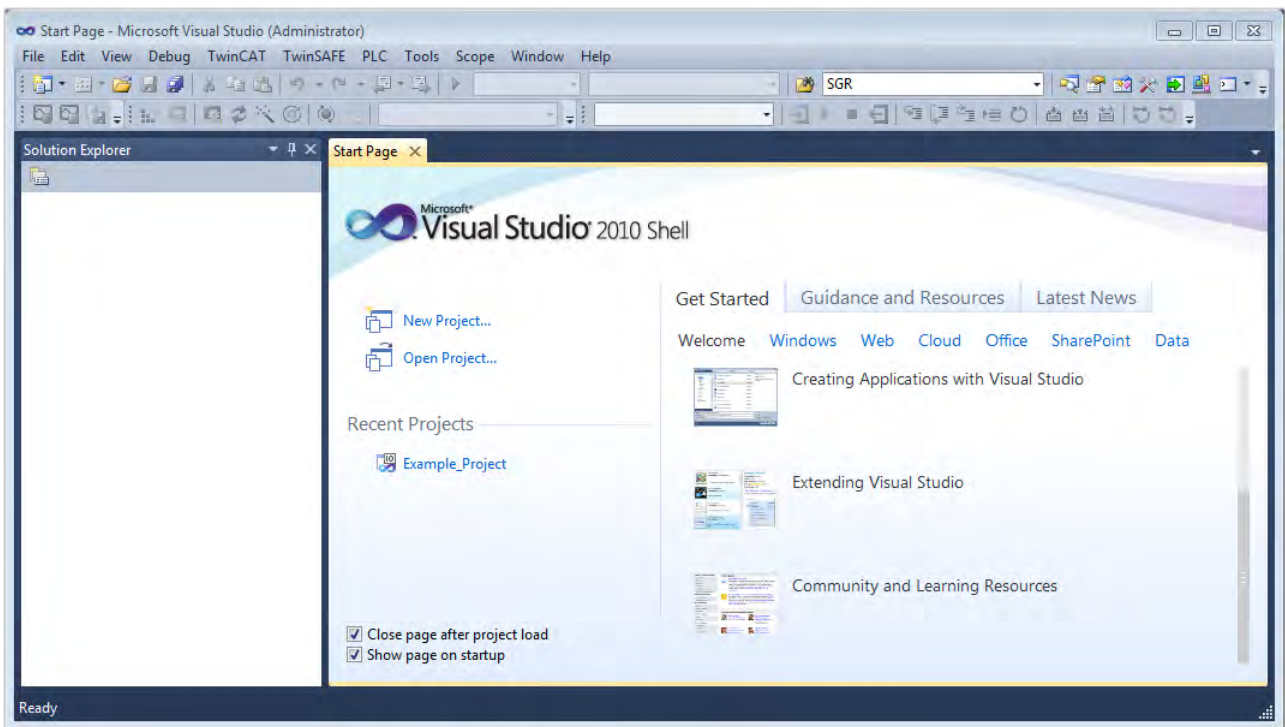 Start Page - Microsoft Visual Studio (Administrator)
File Edit View Debug TwinCAT TwinSAFE PLC Tools Scope Window Help
SGR
Solution Explorer
Start Page
Microsoft
Visual Studio 2010 Shell
Get Started Guidance and Resources Latest News
New Project...
Welcome Windows Web Cloud Office SharePoint Data
Open Project...
Creating Applications with Visual Studio
Recent Projects
Example_Project
Extending Visual Studio
Community and Learning Resources
Close page after project load
Show page on startup
Ready